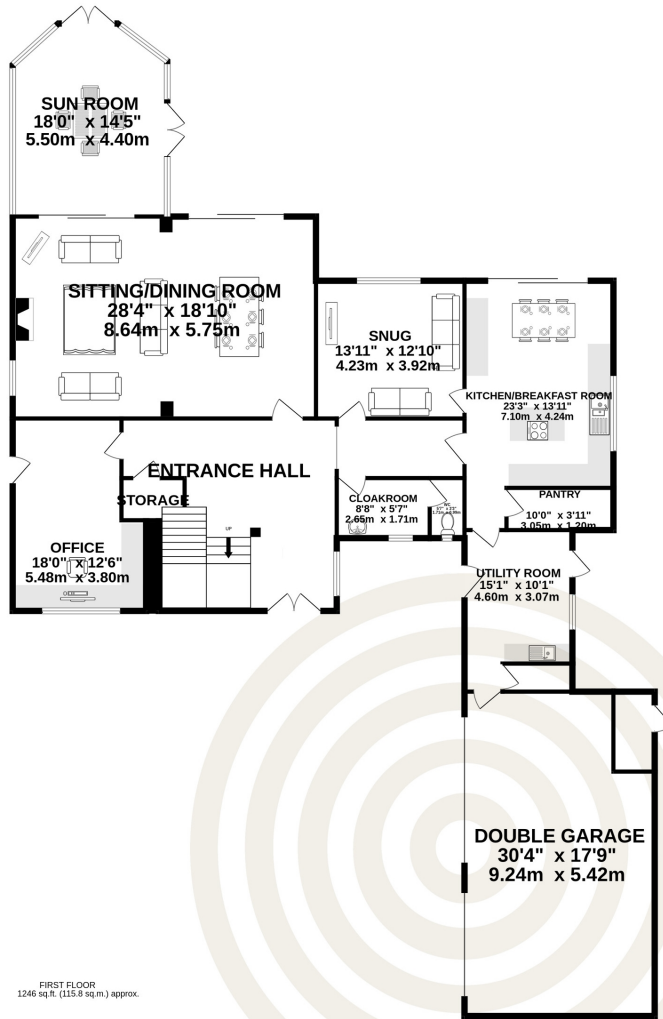 SUN ROOM
18'0" x 14'5"
5.50m x 4.40m
SITTING/DINING ROOM
28'4" x 18'10"
8.64m x 5.75m
SNUG
13'11" x 12'10"
4.23m x 3.92m
KITCHEN/BREAKFAST ROOM
23'3" x 13'11"
7.10m x 4.24m
ENTRANCE HALL
STORAGE
CLOAKROOM
8'8" x 5'7"
2.65m x 1.71m
WC
PANTRY
10'0" x 3'11"
3.05m x 1.20m
UP
OFFICE
18'0" x 12'6"
5.48m x 3.80m
UTILITY ROOM
15'1" x 10'1"
4.60m x 3.07m
DOUBLE GARAGE
30'4" x 17'9"
9.24m x 5.42m
FIRST FLOOR
1246 sq.ft. (115.8 sq.m.) approx.